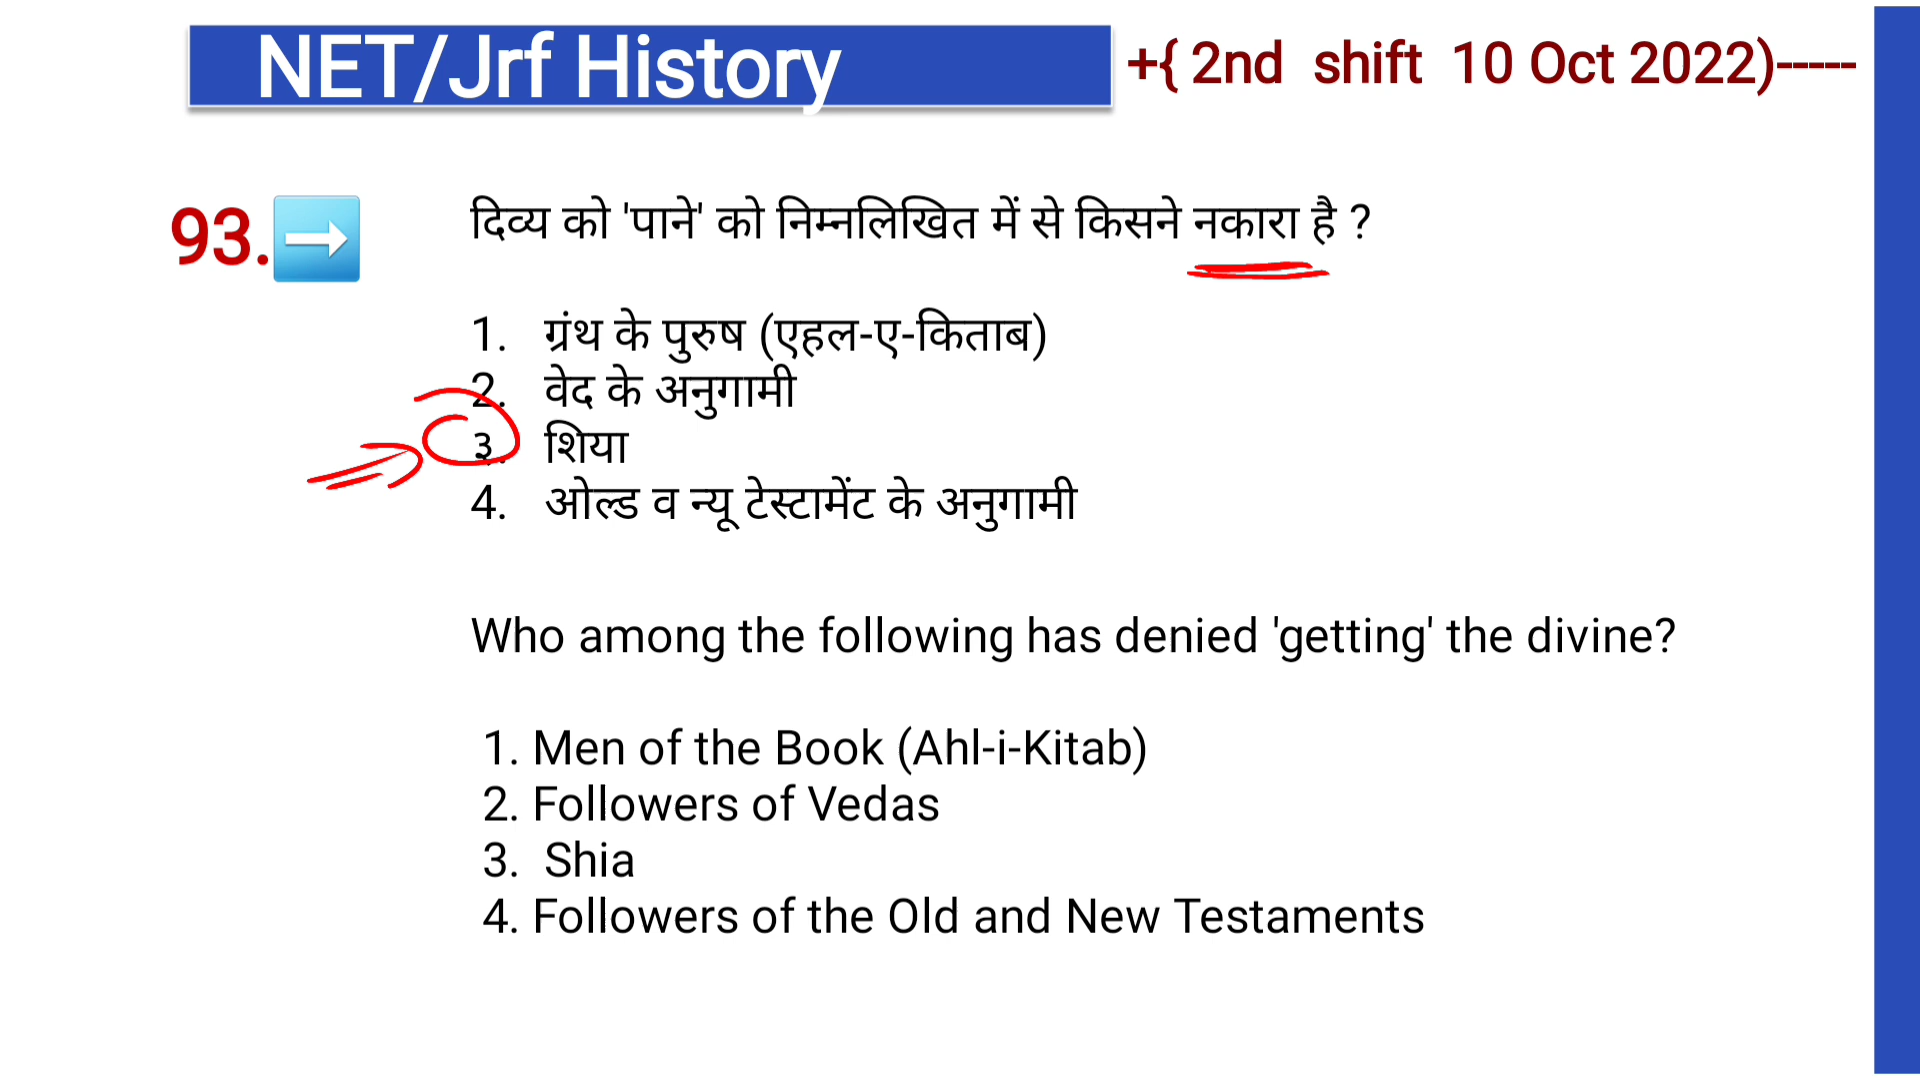 NET/Jrf History
+{ 2nd shift 10 Oct 2022)-----
93.
दिव्य को 'पाने' को निम्नलिखित में से किसने नकारा है ?
1. ग्रंथ के पुरुष (एहल-ए-किताब)
2. वेद के अनुगामी
३. शिया
4. ओल्ड व न्यू टेस्टामेंट के अनुगामी
Who among the following has denied 'getting' the divine?
1. Men of the Book (Ahl-i-Kitab)
2. Followers of Vedas
3. Shia
4. Followers of the Old and New Testaments